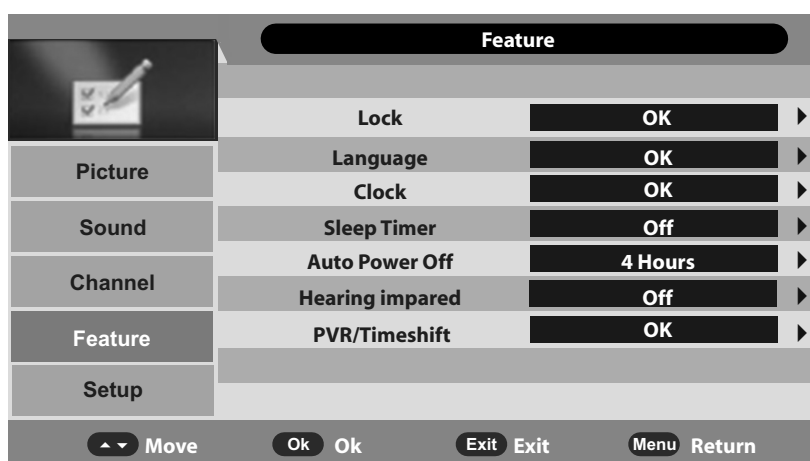 Feature
Picture
Sound
Channel
Feature
Setup
Lock OK
Language OK
Clock OK
Sleep Timer Off
Auto Power Off 4 Hours
Hearing impared Off
PVR/Timeshift OK
Move Ok Ok Exit Exit Menu Return